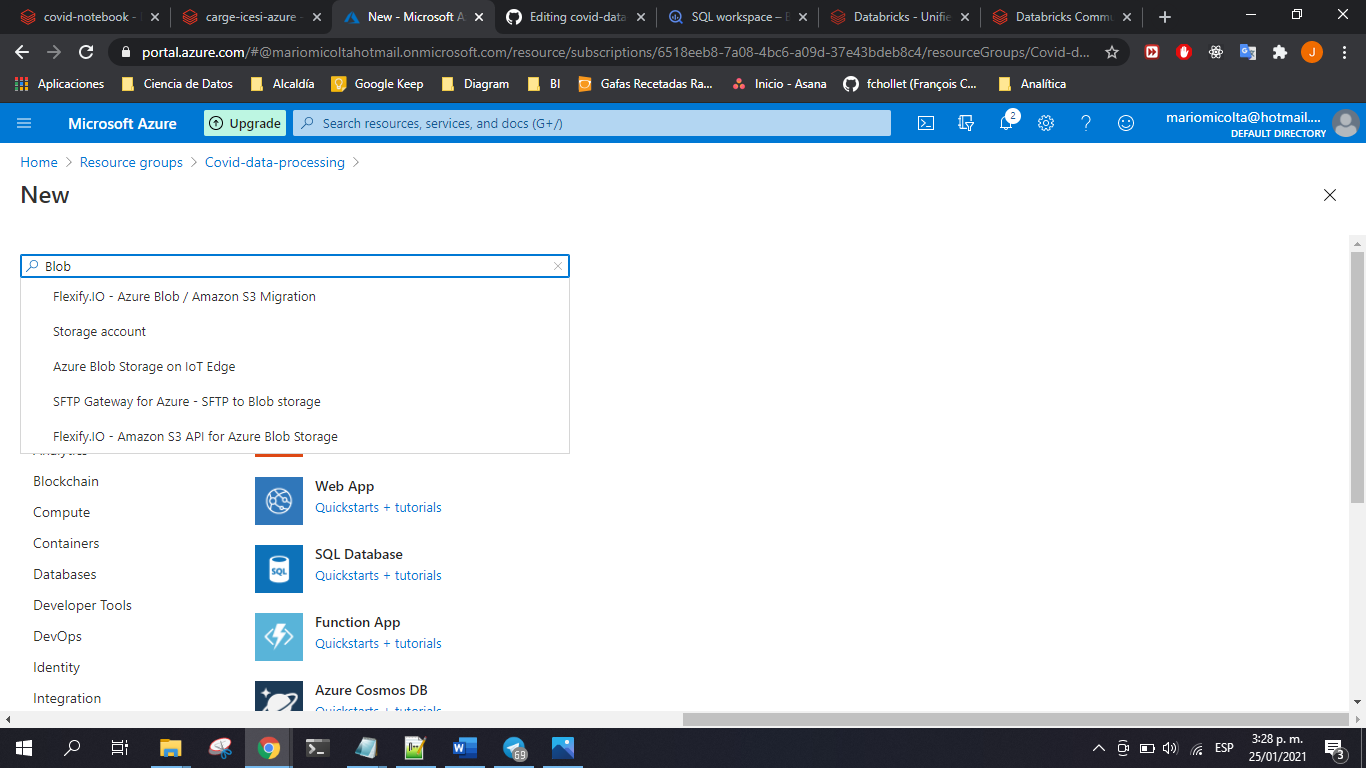 covid-notebook -
carge-icesi-azure -
New - Microsoft A
Editing covid-data
SQL workspace – E
Databricks - Unifie
Databricks Commu
portal.azure.com/#@mariomicoltahotmail.onmicrosoft.com/resource/subscriptions/6518eeb8-7a08-4bc6-a09d-37e43bdeb8c4/resourceGroups/Covid-d...
J
Aplicaciones
Ciencia de Datos
Alcaldía
Google Keep
Diagram
BI
Gafas Recetadas Ra...
Inicio - Asana
fchollet (François C...
Analítica
Microsoft Azure
Upgrade
Search resources, services, and docs (G+/)
2
mariomicolta@hotmail....
DEFAULT DIRECTORY
Home > Resource groups > Covid-data-processing >
New
Blob
Flexify.IO - Azure Blob / Amazon S3 Migration
Storage account
Azure Blob Storage on IoT Edge
SFTP Gateway for Azure - SFTP to Blob storage
Flexify.IO - Amazon S3 API for Azure Blob Storage
Analytics
Blockchain
Compute
Containers
Databases
Developer Tools
DevOps
Identity
Integration
Web App
Quickstarts + tutorials
SQL Database
Quickstarts + tutorials
Function App
Quickstarts + tutorials
Azure Cosmos DB
Quickstarts + tutorials
69
ESP
3:28 p. m.
25/01/2021
3